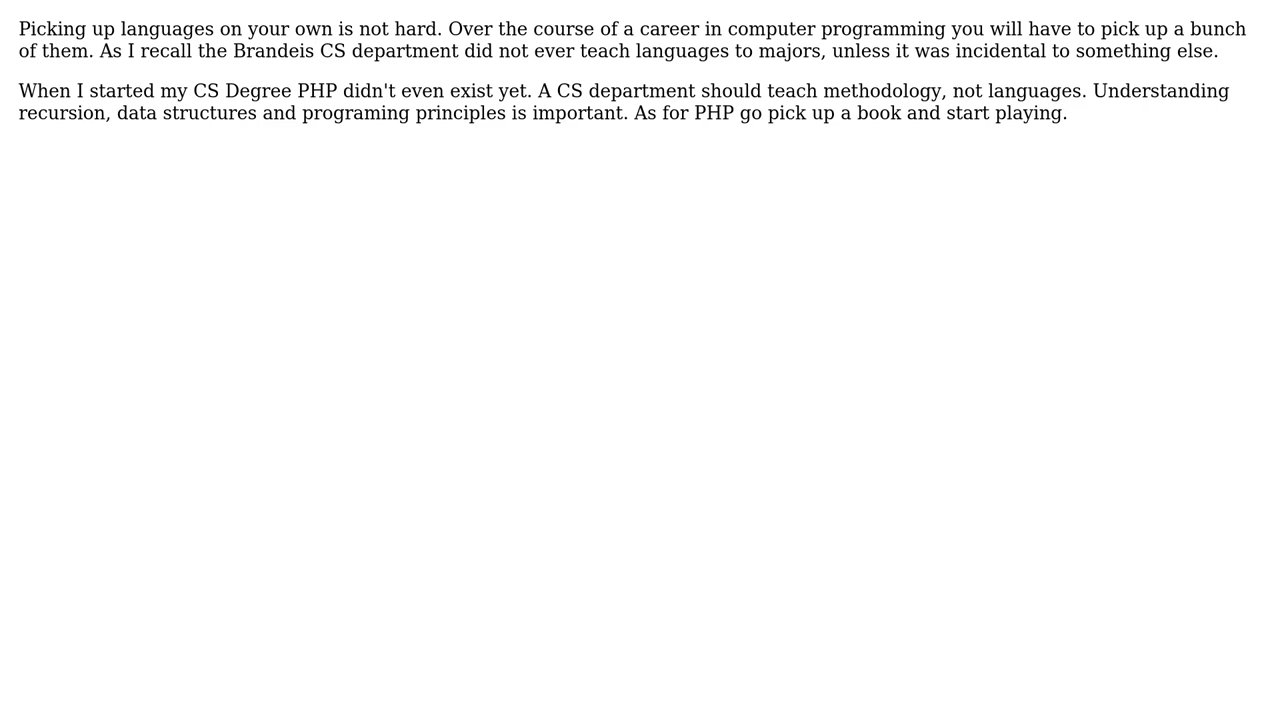 Picking up languages on your own is not hard. Over the course of a career in computer programming you will have to pick up a bunch
of them. As I recall the Brandeis CS department did not ever teach languages to majors, unless it was incidental to something else.
When I started my CS Degree PHP didn't even exist yet. A CS department should teach methodology, not languages. Understanding
recursion, data structures and programing principles is important. As for PHP go pick up a book and start playing.